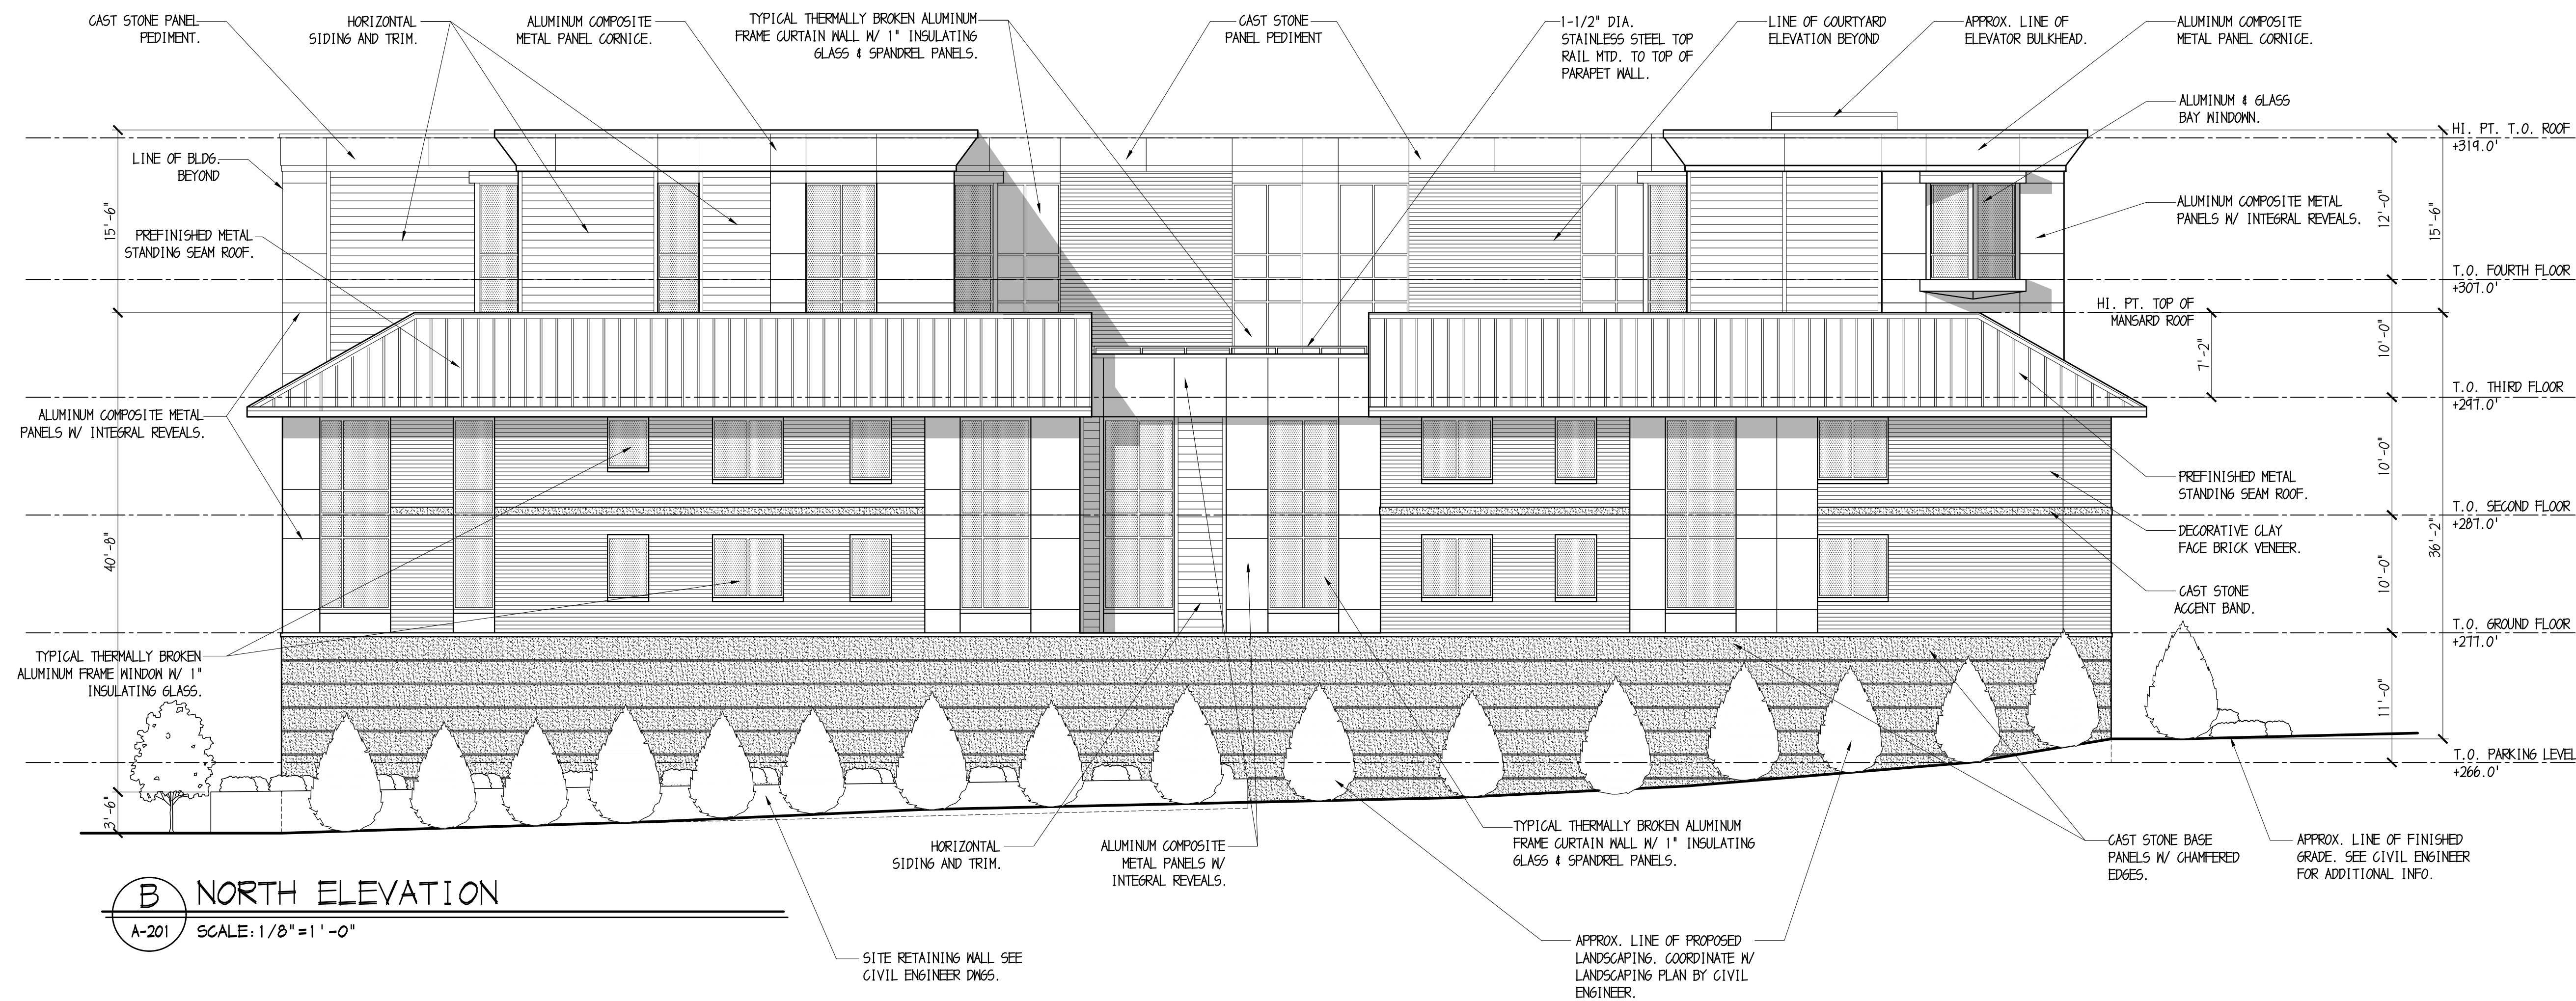 CAST STONE PANEL
PEDIMENT.
HORIZONTAL
SIDING AND TRIM.
ALUMINUM COMPOSITE
METAL PANEL CORNICE.
TYPICAL THERMALLY BROKEN ALUMINUM
FRAME CURTAIN WALL W/ 1" INSULATING
GLASS & SPANDREL PANELS.
CAST STONE
PANEL PEDIMENT
1-1/2" DIA.
STAINLESS STEEL TOP
RAIL MTD. TO TOP OF
PARAPET WALL.
LINE OF COURTYARD
ELEVATION BEYOND
APPROX. LINE OF
ELEVATOR BULKHEAD.
ALUMINUM COMPOSITE
METAL PANEL CORNICE.
ALUMINUM & GLASS
BAY WINDOWN.
HI. PT. T.O. ROOF
+319.0'
LINE OF BLDG.
BEYOND
15'-6"
PREFINISHED METAL
STANDING SEAM ROOF.
ALUMINUM COMPOSITE METAL
PANELS W/ INTEGRAL REVEALS.
12'-0"
15'-6"
T.O. FOURTH FLOOR
+307.0'
HI. PT. TOP OF
MANSARD ROOF
7'-2"
10'-0"
T.O. THIRD FLOOR
+297.0'
ALUMINUM COMPOSITE METAL
PANELS W/ INTEGRAL REVEALS.
10'-0"
PREFINISHED METAL
STANDING SEAM ROOF.
T.O. SECOND FLOOR
+287.0'
DECORATIVE CLAY
FACE BRICK VENEER.
40'-8"
36'-2"
10'-0"
CAST STONE
ACCENT BAND.
T.O. GROUND FLOOR
+277.0'
TYPICAL THERMALLY BROKEN
ALUMINUM FRAME WINDOW W/ 1"
INSULATING GLASS.
11'-0"
T.O. PARKING LEVEL
+266.0'
3'-6"
HORIZONTAL
SIDING AND TRIM.
ALUMINUM COMPOSITE
METAL PANELS W/
INTEGRAL REVEALS.
TYPICAL THERMALLY BROKEN ALUMINUM
FRAME CURTAIN WALL W/ 1" INSULATING
GLASS & SPANDREL PANELS.
CAST STONE BASE
PANELS W/ CHAMFERED
EDGES.
APPROX. LINE OF FINISHED
GRADE. SEE CIVIL ENGINEER
FOR ADDITIONAL INFO.
B
NORTH ELEVATION
A-201
SCALE: 1/8"=1'-0"
SITE RETAINING WALL SEE
CIVIL ENGINEER DWGS.
APPROX. LINE OF PROPOSED
LANDSCAPING. COORDINATE W/
LANDSCAPING PLAN BY CIVIL
ENGINEER.